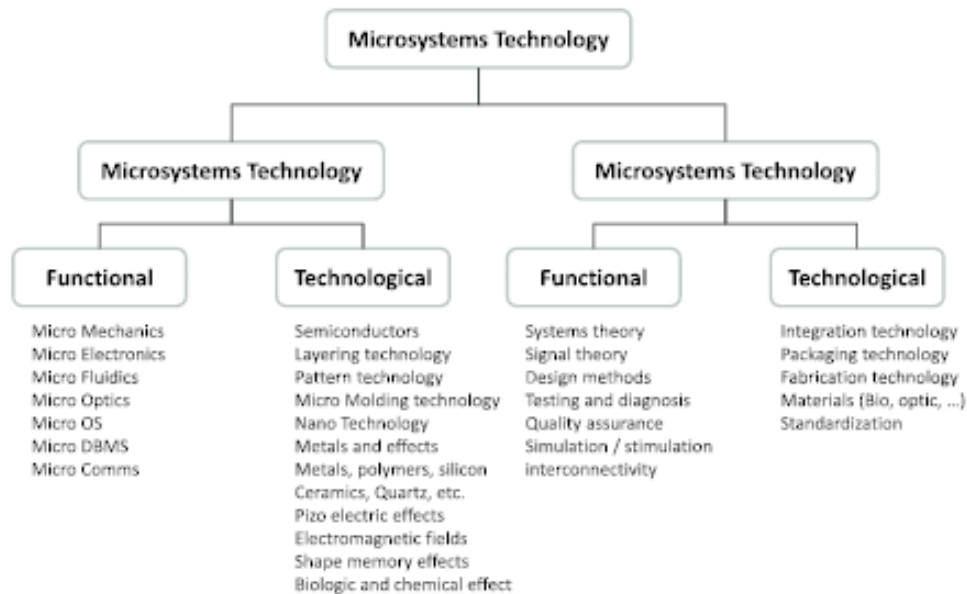 Microsystems Technology
Microsystems Technology
Microsystems Technology
Functional
Technological
Functional
Technological
Micro Mechanics
Micro Electronics
Micro Fluidics
Micro Optics
Micro OS
Micro DBMS
Micro Comms
Semiconductors
Layering technology
Pattern technology
Micro Molding technology
Nano Technology
Metals and effects
Metals, polymers, silicon
Ceramics, Quartz, etc.
Pizo electric effects
Electromagnetic fields
Shape memory effects
Biologic and chemical effect
Systems theory
Signal theory
Design methods
Testing and diagnosis
Quality assurance
Simulation / stimulation
interconnectivity
Integration technology
Packaging technology
Fabrication technology
Materials (Bio, optic, ...)
Standardization